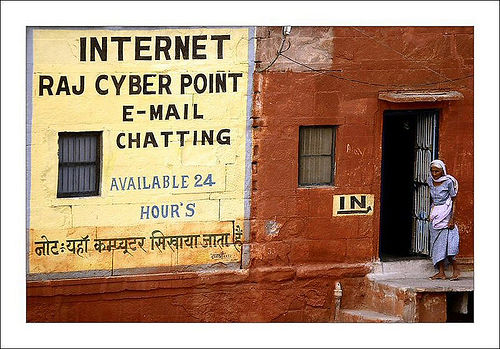 INTERNET
RAJ CYBER POINT
E-MAIL
CHATTING
AVAILABLE 24
HOUR'S
नोट:यहाँ कम्प्यूटर सिखाया जाता है
IN